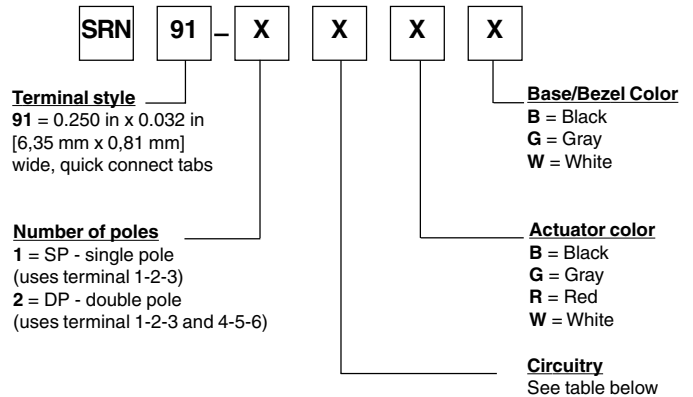 SRN 91 – X X X X
Terminal style
91 = 0.250 in x 0.032 in
[6,35 mm x 0,81 mm]
wide, quick connect tabs
Number of poles
1 = SP - single pole
(uses terminal 1-2-3)
2 = DP - double pole
(uses terminal 1-2-3 and 4-5-6)
Base/Bezel Color
B = Black
G = Gray
W = White
Actuator color
B = Black
G = Gray
R = Red
W = White
Circuitry
See table below